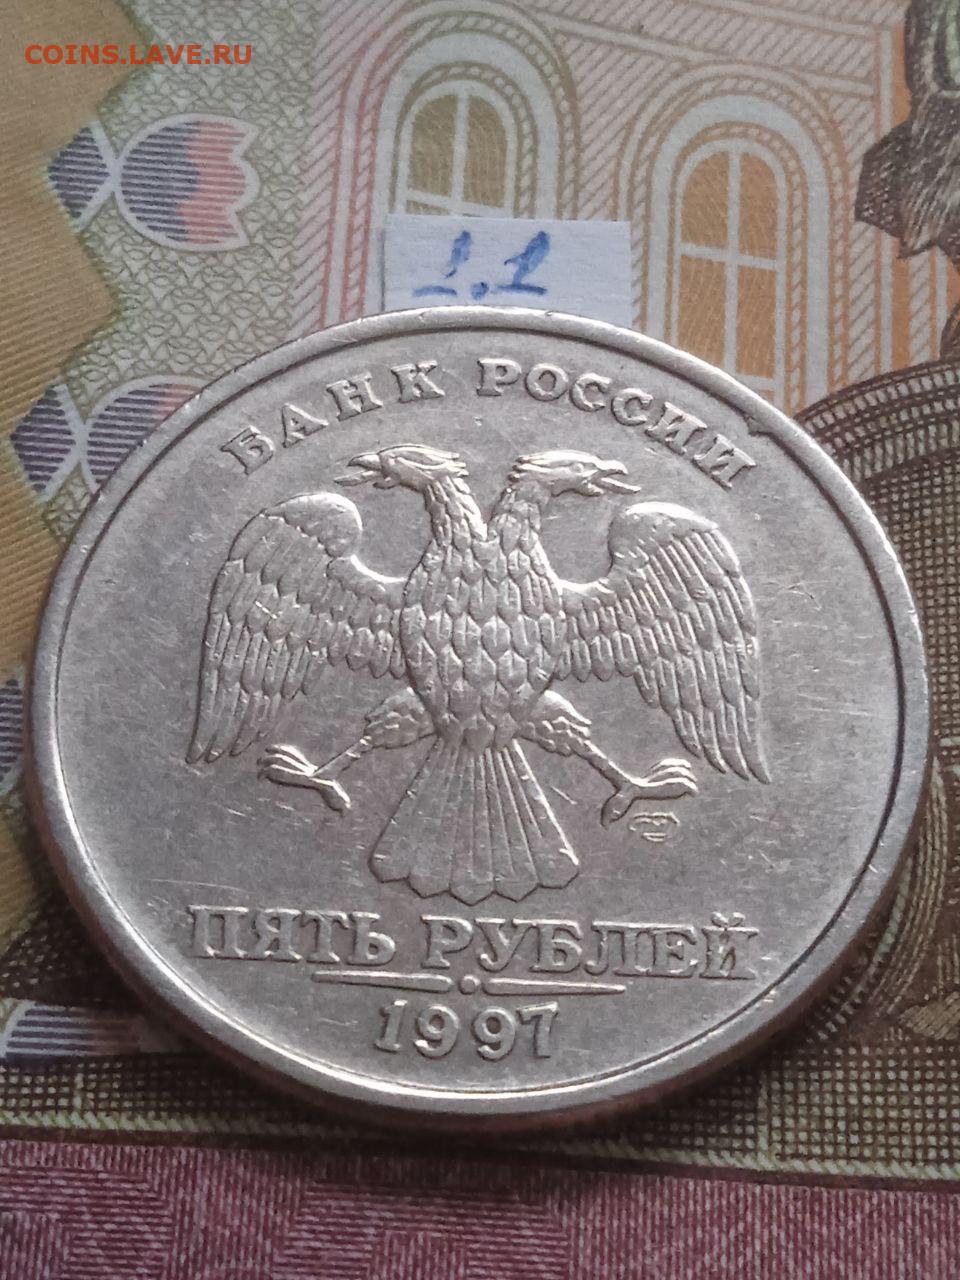 COINS.LAVE.RU
1.1
БАНК РОССИИ
ПЯТЬ РУБЛЕЙ
1997